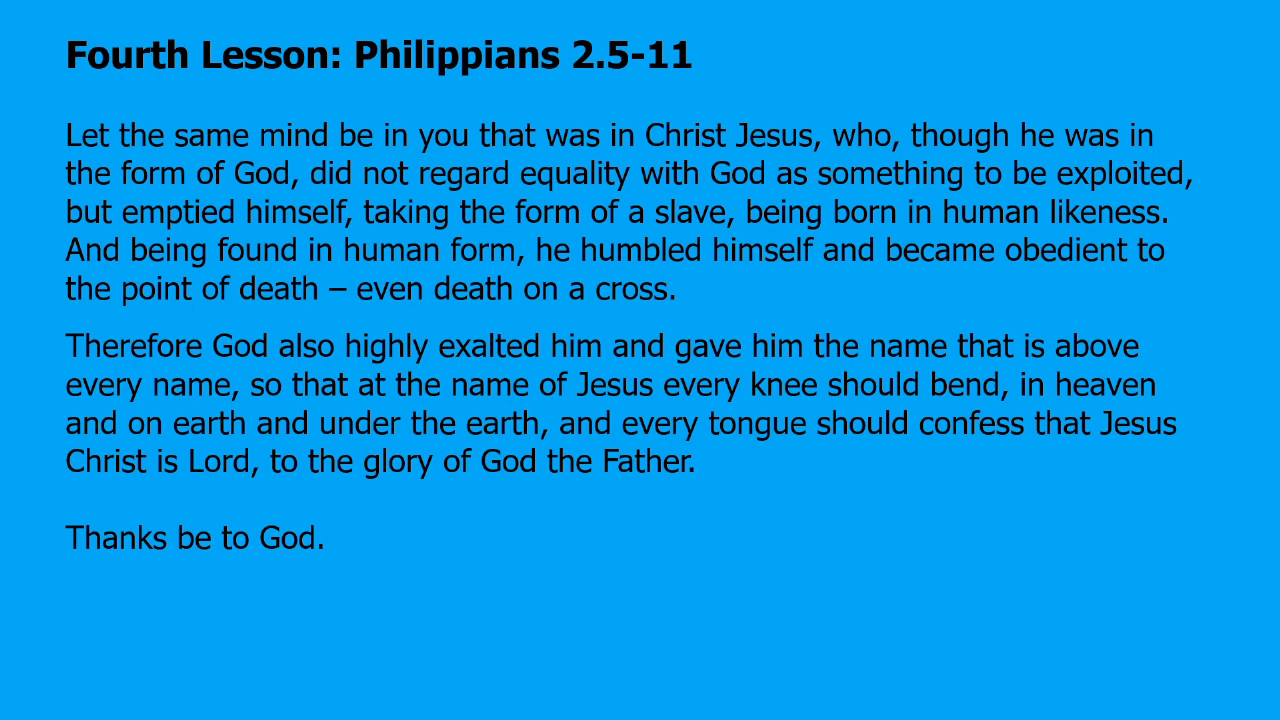 Fourth Lesson: Philippians 2.5-11
Let the same mind be in you that was in Christ Jesus, who, though he was in
the form of God, did not regard equality with God as something to be exploited,
but emptied himself, taking the form of a slave, being born in human likeness.
And being found in human form, he humbled himself and became obedient to
the point of death – even death on a cross.
Therefore God also highly exalted him and gave him the name that is above
every name, so that at the name of Jesus every knee should bend, in heaven
and on earth and under the earth, and every tongue should confess that Jesus
Christ is Lord, to the glory of God the Father.
Thanks be to God.